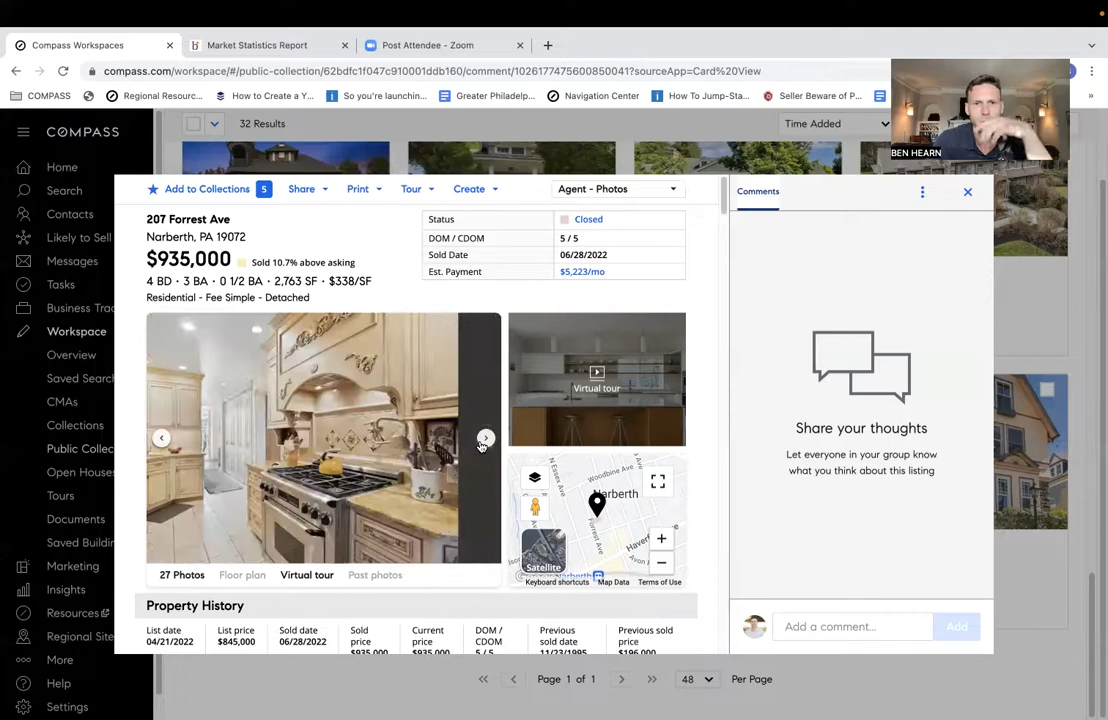 Compass Workspaces
Market Statistics Report
Post Attendee - Zoom
compass.com/workspace/#/public-collection/62bdfc1f047c910001ddb160/comment/1026177475600850041?sourceApp=Card%20View
COMPASS
Regional Resourc...
How to Create a Y...
So you're launchin...
Greater Philadelp...
Navigation Center
How To Jump-Sta...
Seller Beware of P...
BEN HEARN
COMPASS
Home
Search
Contacts
Likely to Sell
Messages
Tasks
Business Trac
Workspace
Overview
Saved Search
CMAs
Collections
Public Collec
Open Houses
Tours
Documents
Saved Buildin
Marketing
Insights
Resources
Regional Site
More
Help
Settings
32 Results
Time Added
Add to Collections
5
Share
Print
Tour
Create
Agent - Photos
207 Forrest Ave
Narberth, PA 19072
$935,000 Sold 10.7% above asking
4 BD · 3 BA · 0 1/2 BA · 2,763 SF · $338/SF
Residential - Fee Simple - Detached
Status Closed
DOM / CDOM 5 / 5
Sold Date 06/28/2022
Est. Payment $5,223/mo
Virtual tour
Woodbine Ave
N Essex Ave
Narberth
Forrest Ave
Haverf
Avon
Satellite
Keyboard shortcuts
Map Data
Terms of Use
27 Photos
Floor plan
Virtual tour
Past photos
Property History
List date
04/21/2022
List price
$845,000
Sold date
06/28/2022
Sold
price
$935,000
Current
price
$935,000
DOM /
CDOM
5 / 5
Previous
sold date
11/23/1995
Previous sold
price
$196,000
Comments
Share your thoughts
Let everyone in your group know
what you think about this listing
Add a comment...
Add
Page 1 of 1
48
Per Page